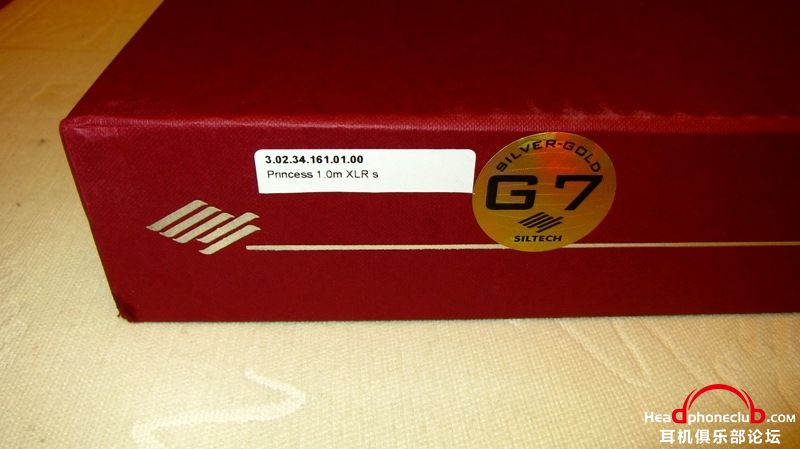 3.02.34.161.01.00
Princess 1.0m XLR s
SILVER-GOLD
G7
SILTECH
HeadphoneclubD.com
耳机俱乐部论坛